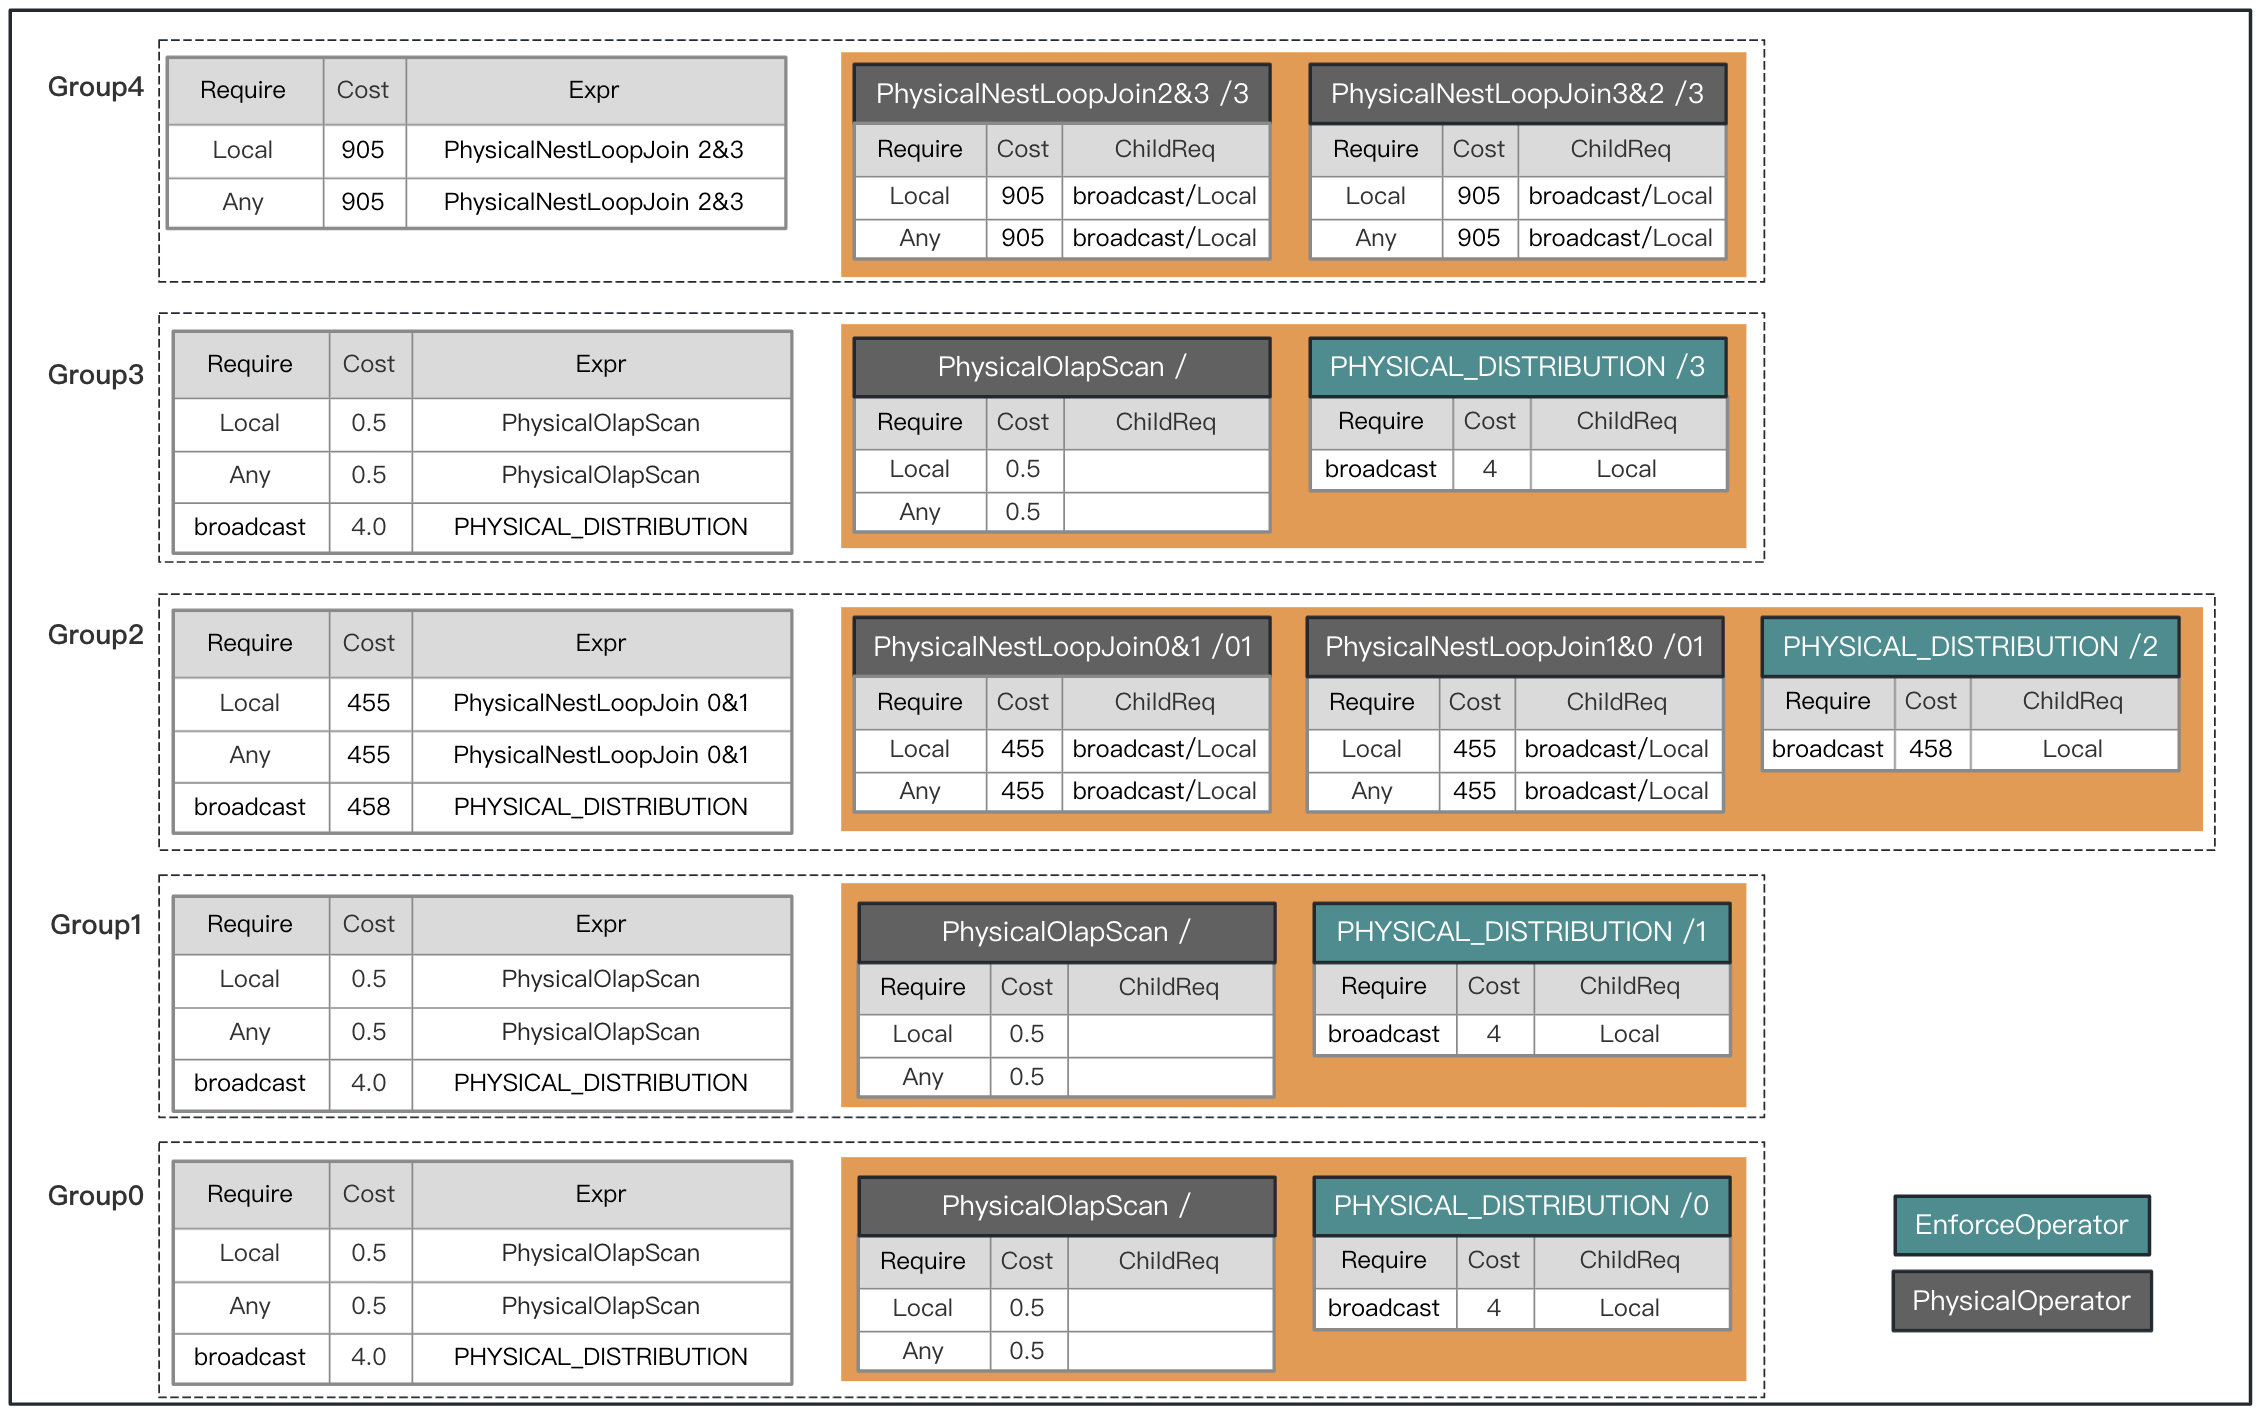 Group4
Require Cost Expr
Local 905 PhysicalNestLoopJoin 2&3
Any 905 PhysicalNestLoopJoin 2&3
PhysicalNestLoopJoin2&3 /3
Require Cost ChildReq
Local 905 broadcast/Local
Any 905 broadcast/Local
PhysicalNestLoopJoin3&2 /3
Require Cost ChildReq
Local 905 broadcast/Local
Any 905 broadcast/Local
Group3
Require Cost Expr
Local 0.5 PhysicalOlapScan
Any 0.5 PhysicalOlapScan
broadcast 4.0 PHYSICAL_DISTRIBUTION
PhysicalOlapScan /
Require Cost ChildReq
Local 0.5
Any 0.5
PHYSICAL_DISTRIBUTION /3
Require Cost ChildReq
broadcast 4 Local
Group2
Require Cost Expr
Local 455 PhysicalNestLoopJoin 0&1
Any 455 PhysicalNestLoopJoin 0&1
broadcast 458 PHYSICAL_DISTRIBUTION
PhysicalNestLoopJoin0&1 /01
Require Cost ChildReq
Local 455 broadcast/Local
Any 455 broadcast/Local
PhysicalNestLoopJoin1&0 /01
Require Cost ChildReq
Local 455 broadcast/Local
Any 455 broadcast/Local
PHYSICAL_DISTRIBUTION /2
Require Cost ChildReq
broadcast 458 Local
Group1
Require Cost Expr
Local 0.5 PhysicalOlapScan
Any 0.5 PhysicalOlapScan
broadcast 4.0 PHYSICAL_DISTRIBUTION
PhysicalOlapScan /
Require Cost ChildReq
Local 0.5
Any 0.5
PHYSICAL_DISTRIBUTION /1
Require Cost ChildReq
broadcast 4 Local
Group0
Require Cost Expr
Local 0.5 PhysicalOlapScan
Any 0.5 PhysicalOlapScan
broadcast 4.0 PHYSICAL_DISTRIBUTION
PhysicalOlapScan /
Require Cost ChildReq
Local 0.5
Any 0.5
PHYSICAL_DISTRIBUTION /0
Require Cost ChildReq
broadcast 4 Local
EnforceOperator
PhysicalOperator